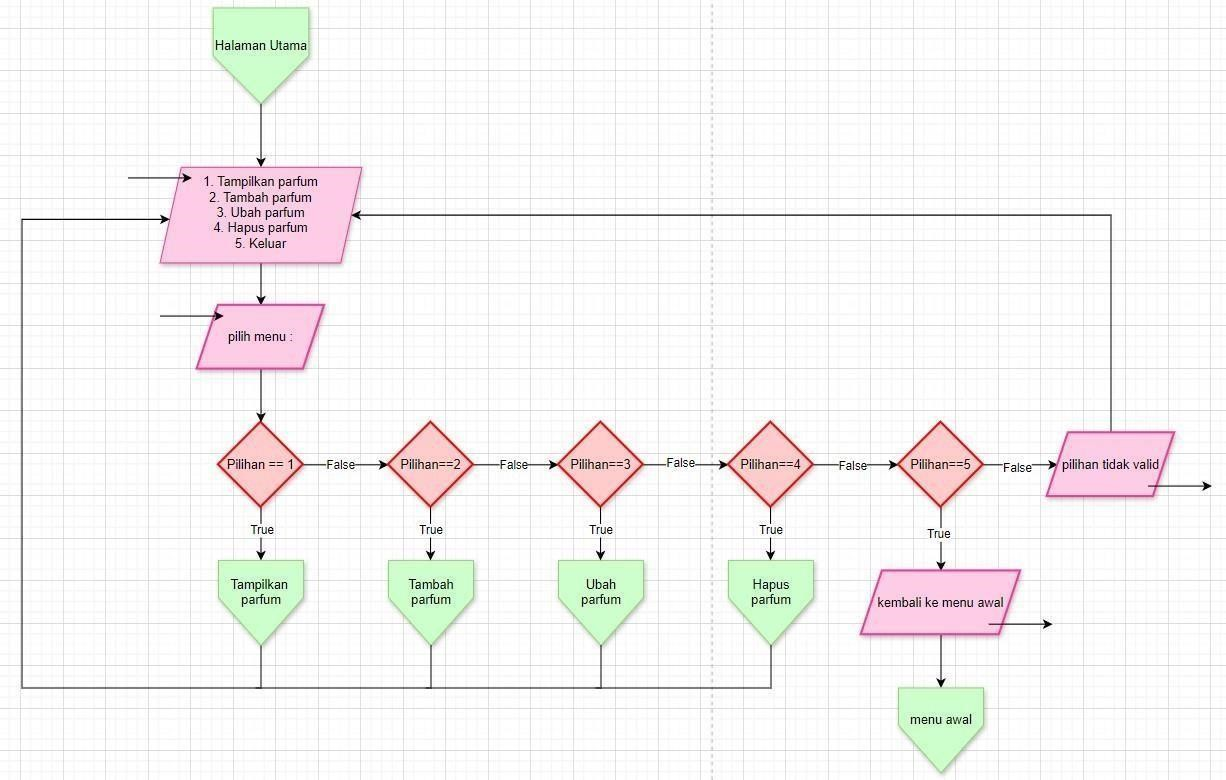 Halaman Utama
1. Tampilkan parfum
2. Tambah parfum
3. Ubah parfum
4. Hapus parfum
5. Keluar
pilih menu :
Pilihan == 1
False
Pilihan==2
False
Pilihan==3
False
Pilihan==4
False
Pilihan==5
False
pilihan tidak valid
True
True
True
True
True
Tampilkan
parfum
Tambah
parfum
Ubah
parfum
Hapus
parfum
kembali ke menu awal
menu awal